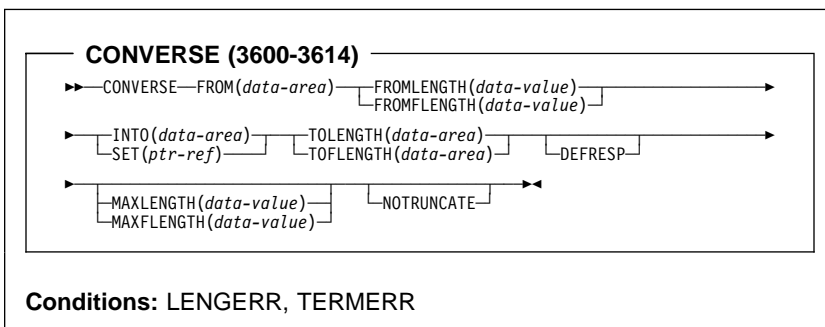 CONVERSE (3600-3614)
CONVERSE FROM(data-area) FROMLENGTH(data-value)
FROMFLENGTH(data-value)
INTO(data-area) TOLENGTH(data-area)
SET(ptr-ref) TOFLENGTH(data-area) DEFRESP
MAXLENGTH(data-value) NOTRUNCATE
MAXFLENGTH(data-value)
Conditions: LENGERR, TERMERR